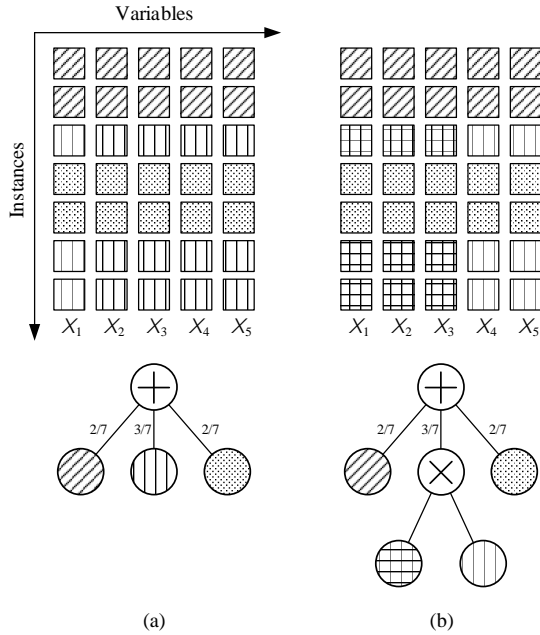 Variables
Instances
X1 X2 X3 X4 X5 X1 X2 X3 X4 X5
2/7 3/7 2/7 2/7 3/7 2/7
(a) (b)